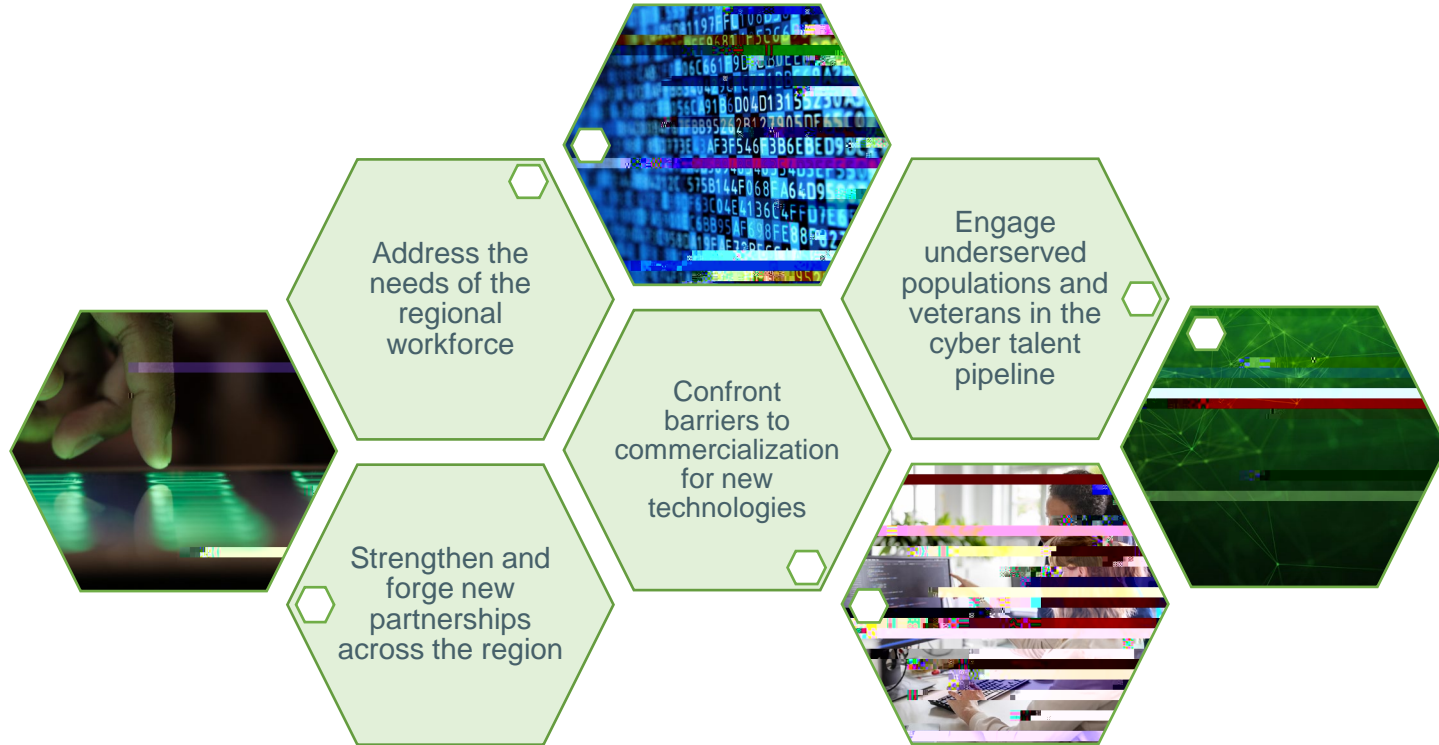 Address the
needs of the
regional
workforce
Engage
underserved
populations and
veterans in the
cyber talent
pipeline
Confront
barriers to
commercialization
for new
technologies
Strengthen and
forge new
partnerships
across the region